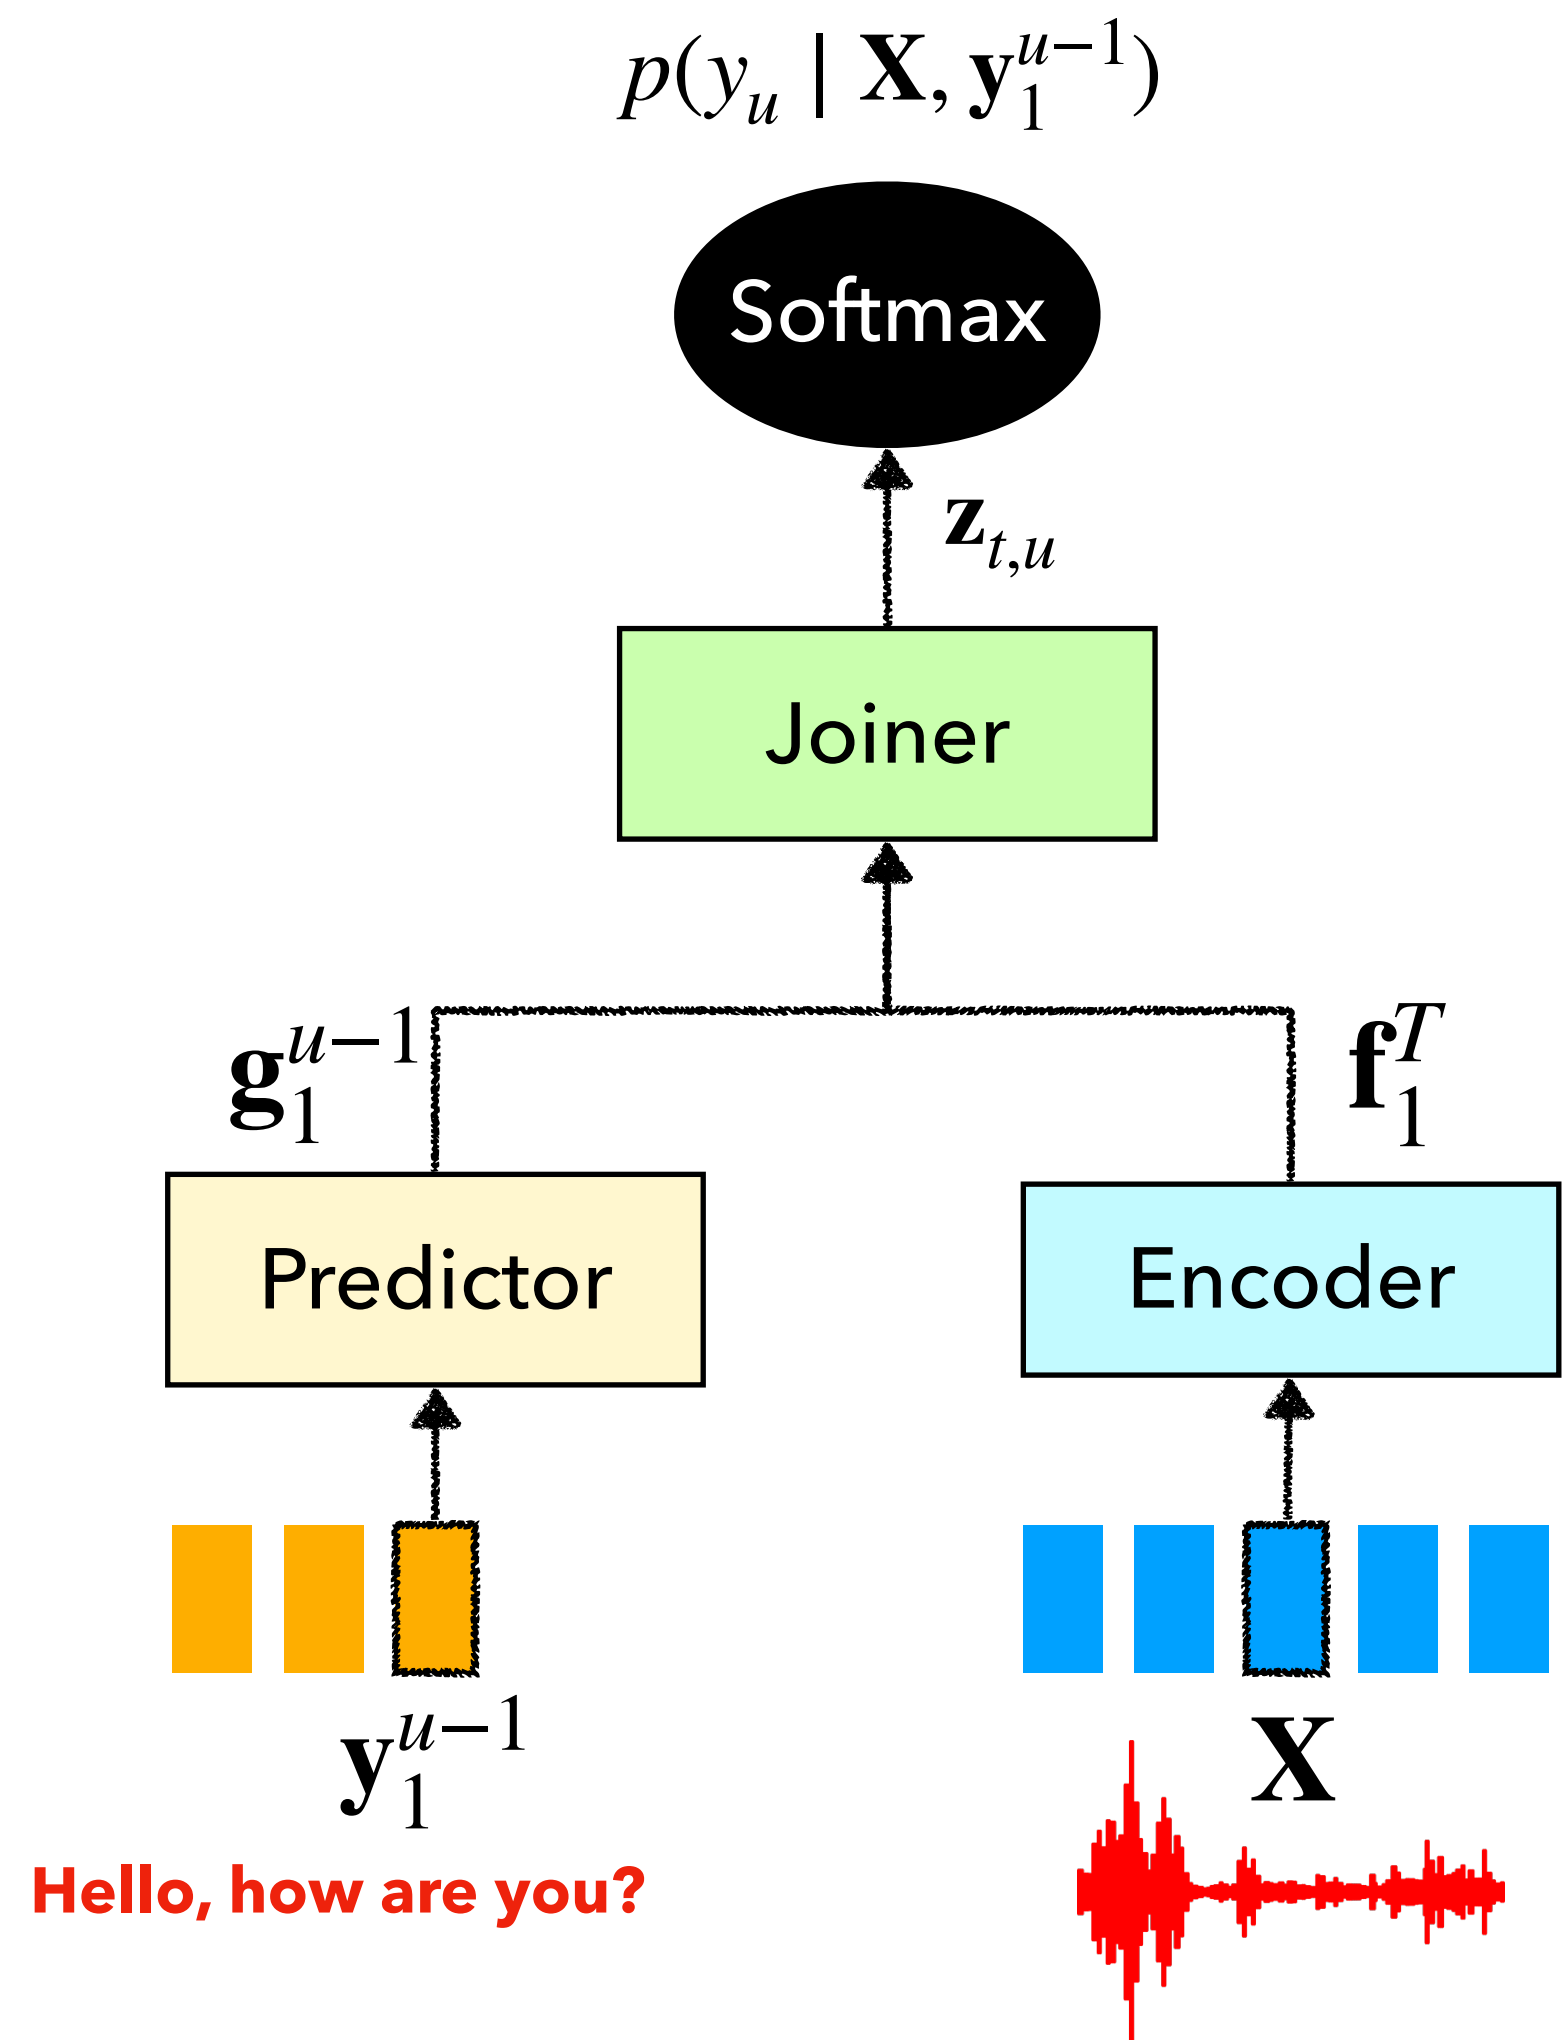 p(y_u | X, y_1^{u−1})
Softmax
z_{t,u}
Joiner
g_1^{u−1}
f_1^T
Predictor
Encoder
y_1^{u−1}
X
Hello, how are you?